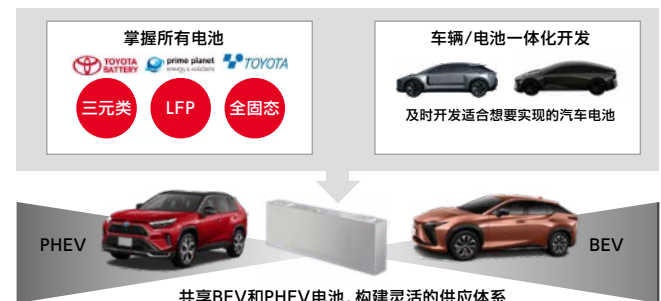 掌握所有电池
TOYOTA BATTERY
prime planet energy & solutions
TOYOTA
三元类
LFP
全固态
车辆/电池一体化开发
及时开发适合想要实现的汽车电池
PHEV
BEV
共享BEV和PHEV电池，构建灵活的供应体系